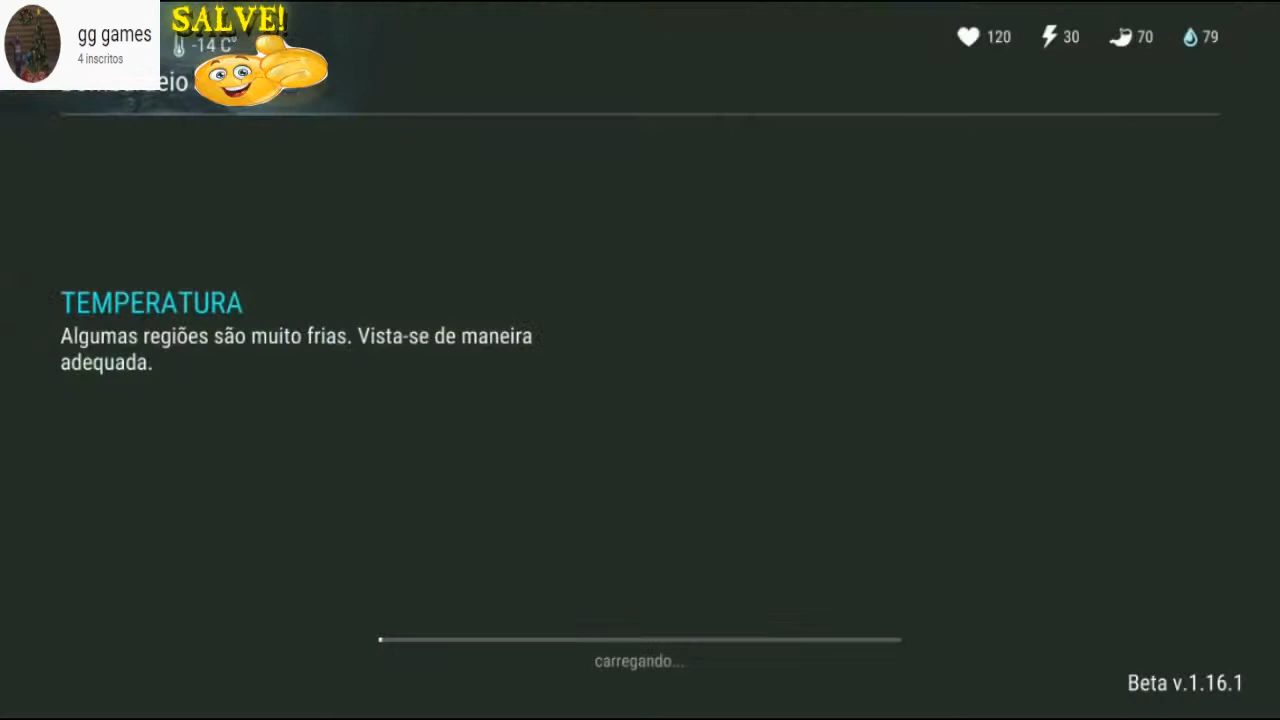 SALVE!
gg games
4 inscritos
-14 C°
120
30
70
79
TEMPERATURA
Algumas regiões são muito frias. Vista-se de maneira
adequada.
carregando...
Beta v.1.16.1